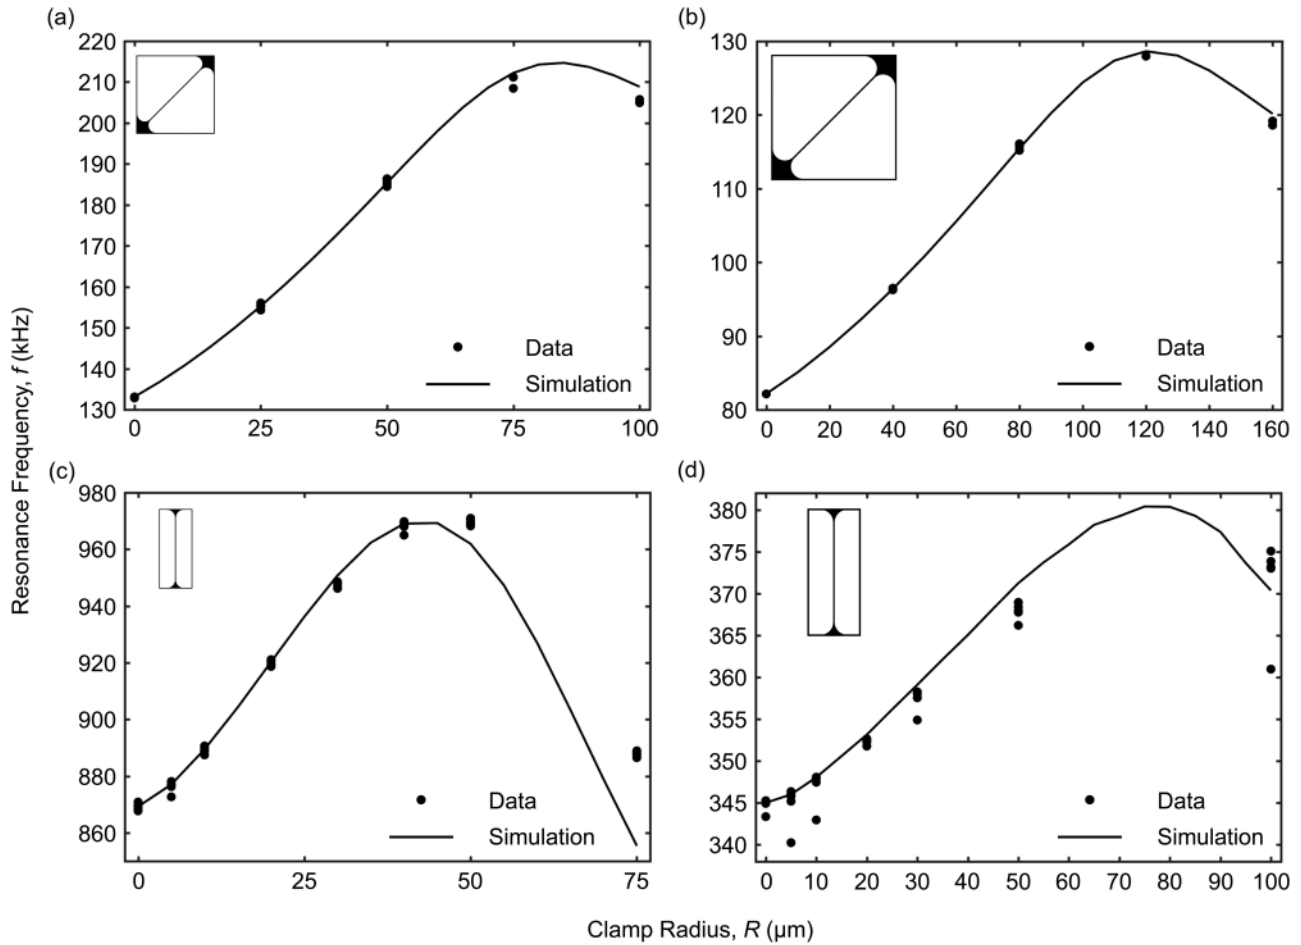 (a)
220
210
200
190
180
170
160
150
140
130
0 25 50 75 100
Data
Simulation
(b)
130
120
110
100
90
80
0 20 40 60 80 100 120 140 160
Data
Simulation
Resonance Frequency, f (kHz)
(c)
980
960
940
920
900
880
860
0 25 50 75
Data
Simulation
(d)
380
375
370
365
360
355
350
345
340
0 10 20 30 40 50 60 70 80 90 100
Data
Simulation
Clamp Radius, R (μm)